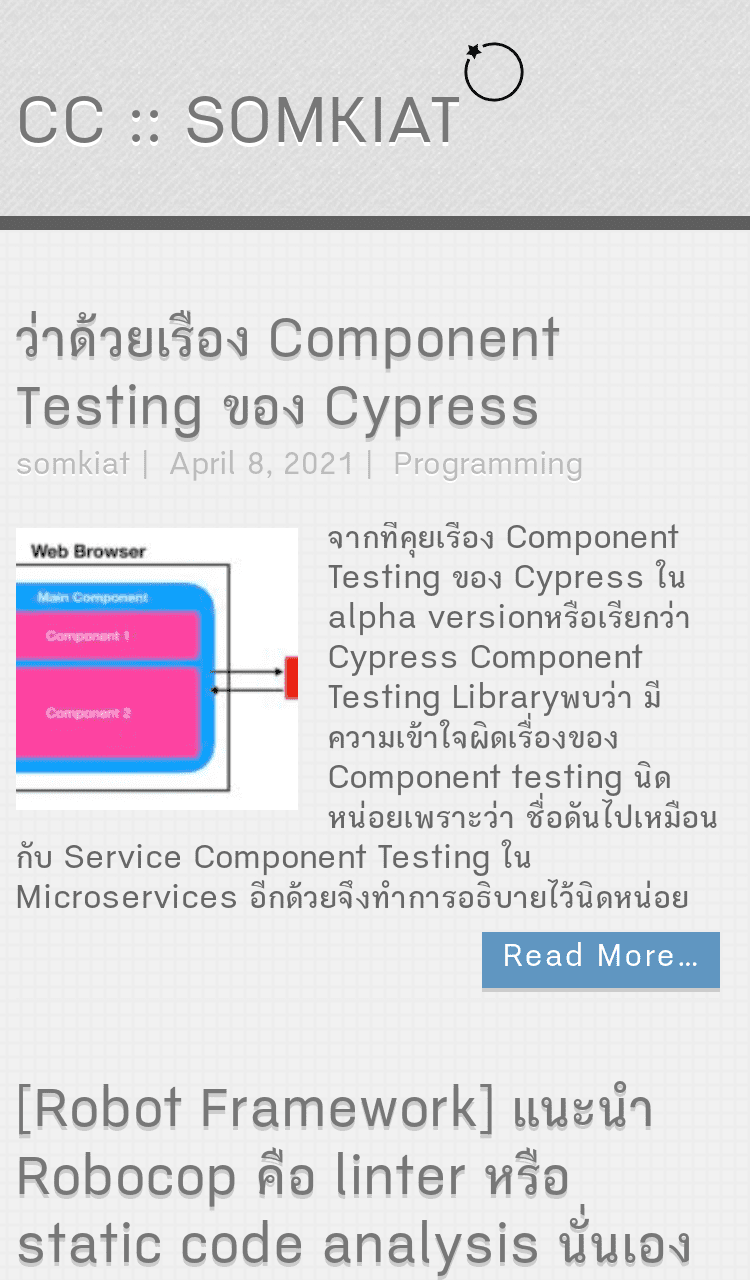 CC :: SOMKIAT
ว่าด้วยเรื่อง Component
Testing ของ Cypress
somkiat | April 8, 2021 | Programming
Web Browser
Main Component
Component 1
Component 2
จากที่คุยเรื่อง Component
Testing ของ Cypress ใน
alpha versionหรือเรียกว่า
Cypress Component
Testing Libraryพบว่า มี
ความเข้าใจผิดเรื่องของ
Component testing นิด
หน่อยเพราะว่า ชื่อดันไปเหมือน
กับ Service Component Testing ใน
Microservices อีกด้วยจึงทำการอธิบายไว้นิดหน่อย
Read More…
[Robot Framework] แนะนำ
Robocop คือ linter หรือ
static code analysis นั่นเอง